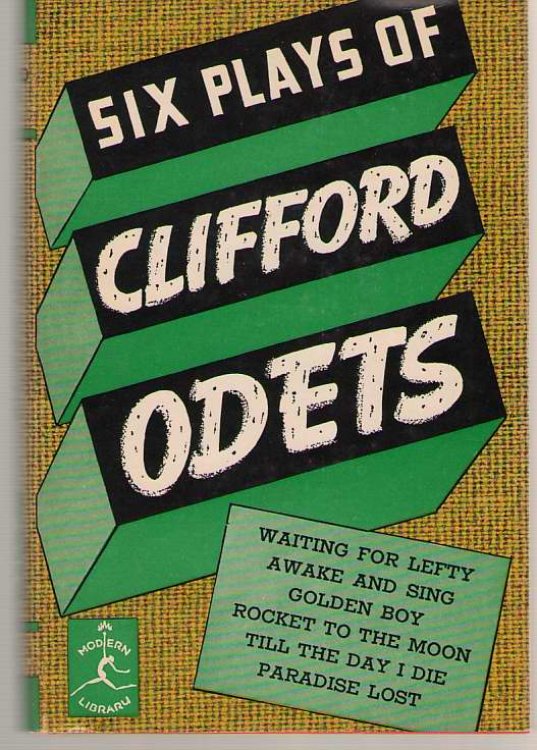 SIX PLAYS OF
CLIFFORD
ODETS
WAITING FOR LEFTY
AWAKE AND SING
GOLDEN BOY
ROCKET TO THE MOON
TILL THE DAY I DIE
PARADISE LOST
MODERN
LIBRARY